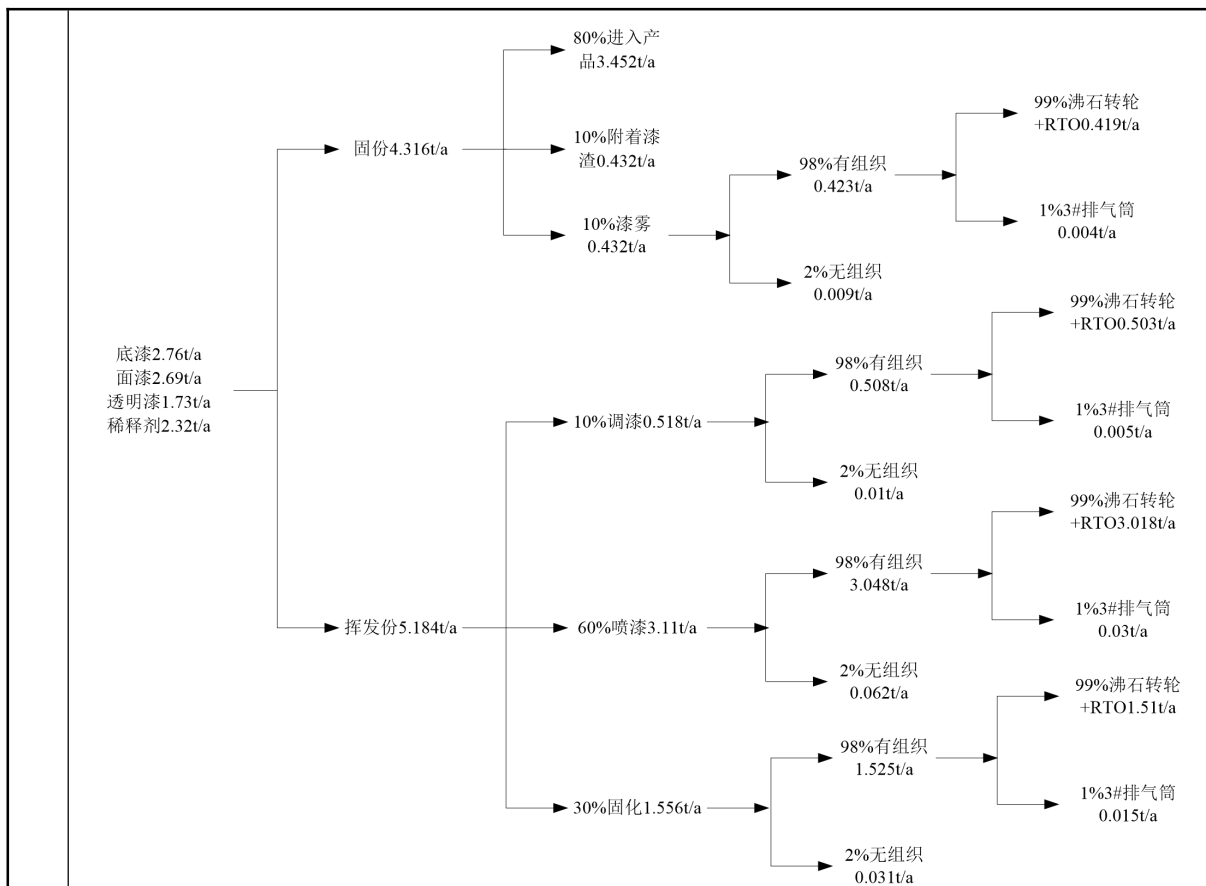 80%进入产
品3.452t/a
99%沸石转轮
+RTO0.419t/a
固份4.316t/a
10%附着漆
渣0.432t/a
98%有组织
0.423t/a
10%漆雾
0.432t/a
1%3#排气筒
0.004t/a
2%无组织
0.009t/a
99%沸石转轮
+RTO0.503t/a
底漆2.76t/a
面漆2.69t/a
透明漆1.73t/a
稀释剂2.32t/a
98%有组织
0.508t/a
10%调漆0.518t/a
1%3#排气筒
0.005t/a
2%无组织
0.01t/a
99%沸石转轮
+RTO3.018t/a
98%有组织
3.048t/a
挥发份5.184t/a
60%喷漆3.11t/a
1%3#排气筒
0.03t/a
2%无组织
0.062t/a
99%沸石转轮
+RTO1.51t/a
98%有组织
1.525t/a
30%固化1.556t/a
1%3#排气筒
0.015t/a
2%无组织
0.031t/a